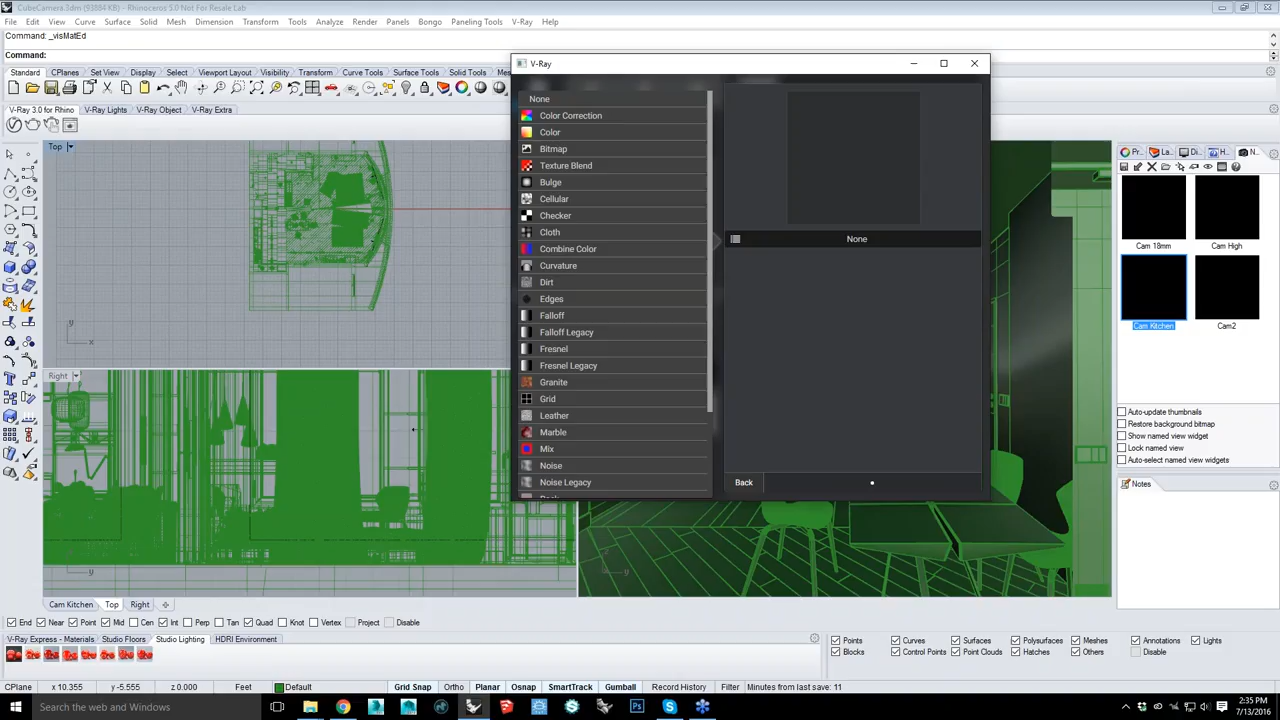 CubeCamera.3dm (93884 KB) - Rhinoceros 5.0 Not For Resale Lab
File Edit View Curve Surface Solid Mesh Dimension Transform Tools Analyze Render Panels Bongo Paneling Tools V-Ray Help
Command: _visMatEd
Command:
Standard CPlanes Set View Display Select Viewport Layout Visibility Transform Curve Tools Surface Tools Solid Tools
V-Ray 3.0 for Rhino V-Ray Lights V-Ray Object V-Ray Extra
Top
Right
y
x
z
y
Cam Kitchen Top Right
V-Ray
None
Color Correction
Color
Bitmap
Texture Blend
Bulge
Cellular
Checker
Cloth
Combine Color
Curvature
Dirt
Edges
Falloff
Falloff Legacy
Fresnel
Fresnel Legacy
Granite
Grid
Leather
Marble
Mix
Noise
Noise Legacy
None
Back
Cam 18mm Cam High
Cam Kitchen Cam2
Auto-update thumbnails
Restore background bitmap
Show named view widget
Lock named view
Auto-select named view widgets
Notes
End Near Point Mid Cen Int Perp Tan Quad Knot Vertex Project Disable
V-Ray Express - Materials Studio Floors Studio Lighting HDRI Environment
Points Curves Surfaces Polysurfaces Meshes Annotations Lights
Blocks Control Points Point Clouds Hatches Others Disable
CPlane x 10.355 y -5.555 z 0.000 Feet Default Grid Snap Ortho Planar Osnap SmartTrack Gumball Record History Filter Minutes from last save: 11
Search the web and Windows
2:35 PM
7/13/2016